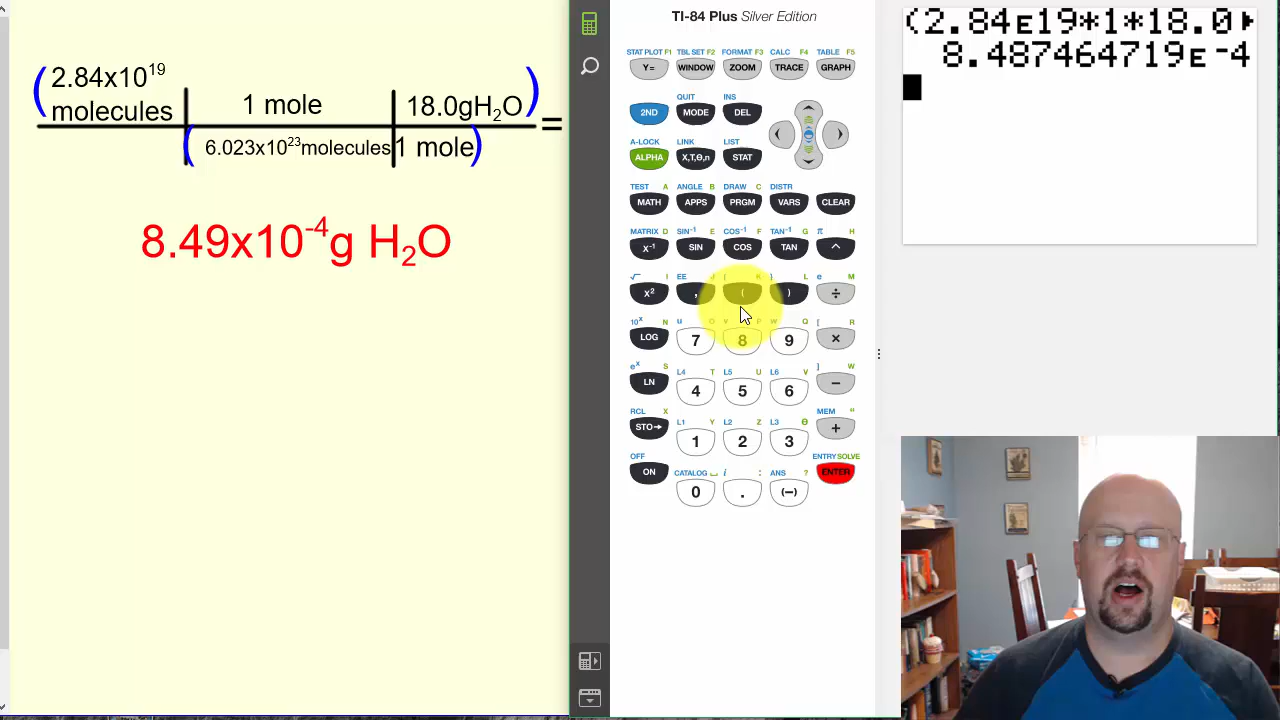 (2.84x10¹⁹ molecules | 1 mole | 18.0gH₂O) =
(6.023x10²³molecules | 1 mole)
8.49x10⁻⁴g H₂O
TI-84 Plus Silver Edition
STAT PLOT F1 TBL SET F2 FORMAT F3 CALC F4 TABLE F5
Y= WINDOW ZOOM TRACE GRAPH
QUIT INS
2ND MODE DEL
A-LOCK LINK LIST
ALPHA X,T,Θ,n STAT
TEST A ANGLE B DRAW C DISTR
MATH APPS PRGM VARS CLEAR
MATRIX D SIN⁻¹ E COS⁻¹ F TAN⁻¹ G π H
x⁻¹ SIN COS TAN ^
√ I EE J { K } L e M
x² , ( ) ÷
10ˣ N u O v P w Q [ R
LOG 7 8 9 ×
eˣ S L4 T L5 U L6 V ] W
LN 4 5 6 −
RCL X L1 Y L2 Z L3 Θ MEM "
STO→ 1 2 3 +
OFF CATALOG ⎵ i : ANS ? ENTRY SOLVE
ON 0 . (−) ENTER
(2.84ᴇ19*1*18.0
8.487464719ᴇ-4